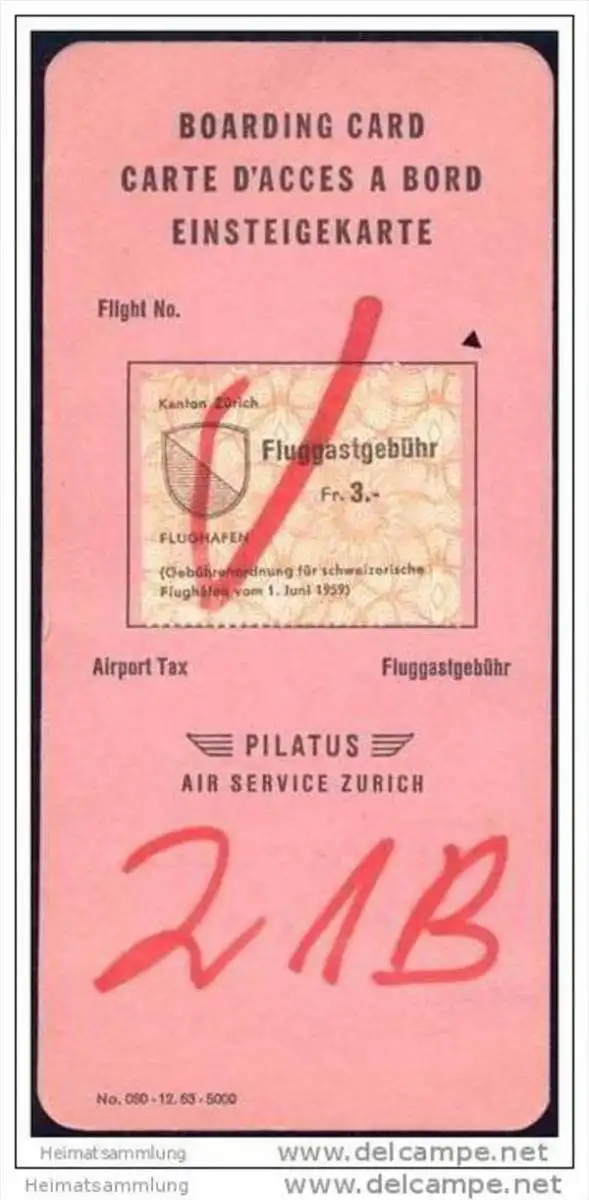 BOARDING CARD
CARTE D'ACCES A BORD
EINSTEIGEKARTE
Flight No.
Kanton Zürich
Fluggastgebühr
Fr. 3.-
FLUGHAFEN
(Gebührenordnung für schweizerische
Flughäfen vom 1. Juni 1959)
Airport Tax Fluggastgebühr
PILATUS
AIR SERVICE ZURICH
21B
No. 050-12.63-5000
Heimatsammlung www.delcampe.net
Heimatsammlung www.delcampe.net